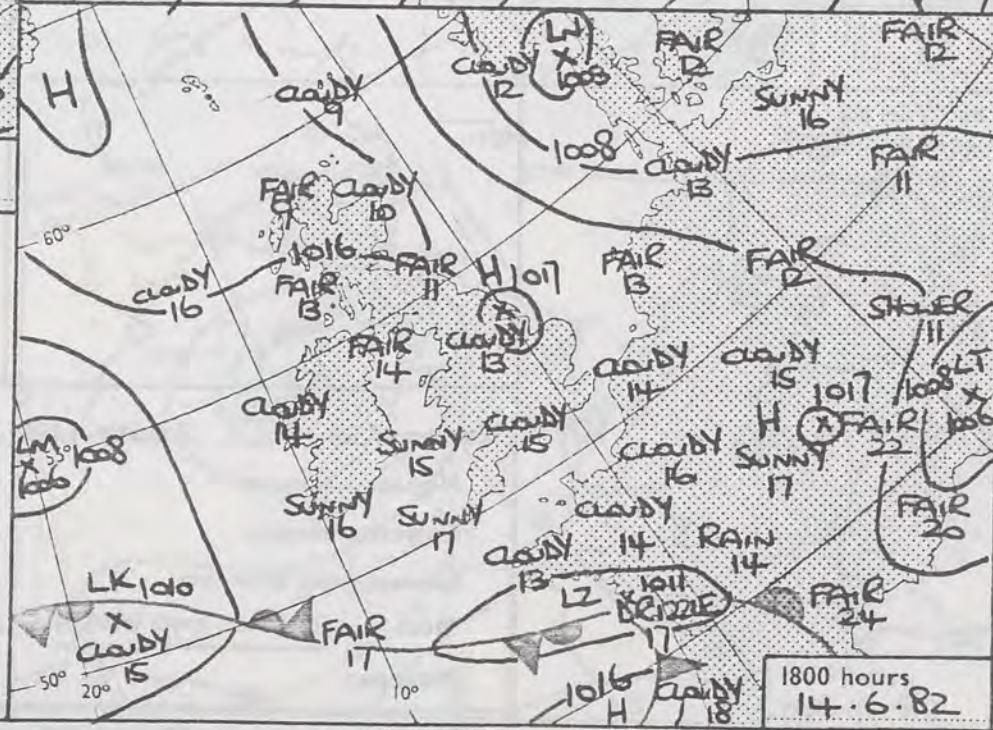 H
CLOUDY
9
CLOUDY
12
LW
1003
FAIR
12
FAIR
12
SUNNY
16
1008
CLOUDY
13
FAIR
11
FAIR
9
CLOUDY
10
60°
1016
FAIR
11
CLOUDY
16
FAIR
13
H 1017
FAIR
13
FAIR
12
SHOWER
11
FAIR
14
CLOUDY
13
CLOUDY
14
CLOUDY
15
1008
LT
1006
CLOUDY
14
SUNNY
15
CLOUDY
15
1017
H
FAIR
22
LM
1000
1008
CLOUDY
16
SUNNY
17
SUNNY
16
SUNNY
17
CLOUDY
14
RAIN
14
FAIR
20
CLOUDY
13
LK 1010
CLOUDY
15
LZ
1011
DRIZZLE
17
FAIR
24
FAIR
17
50°
20°
10°
1016
H
CLOUDY
18
1800 hours
14.6.82